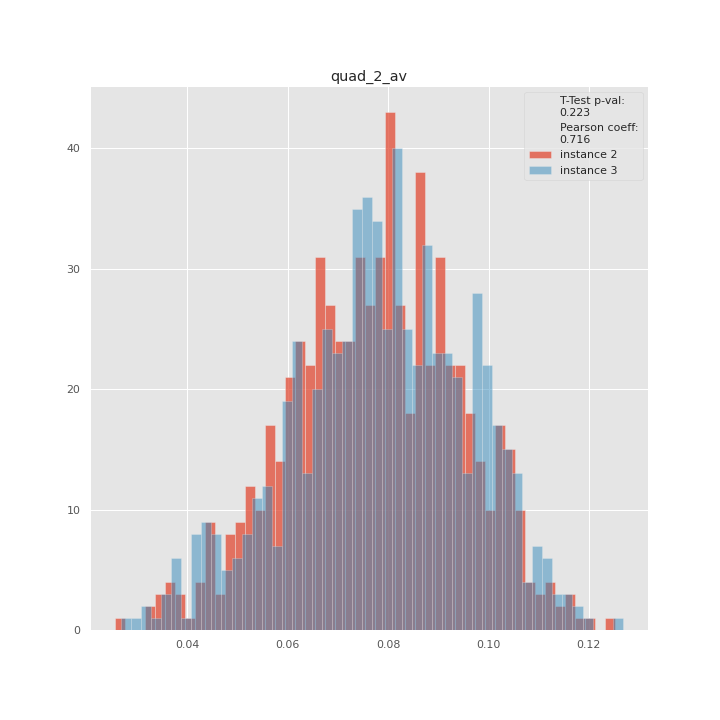 quad_2_av
T-Test p-val:
0.223
Pearson coeff:
0.716
instance 2
instance 3
40
30
20
10
0
0.04
0.06
0.08
0.10
0.12